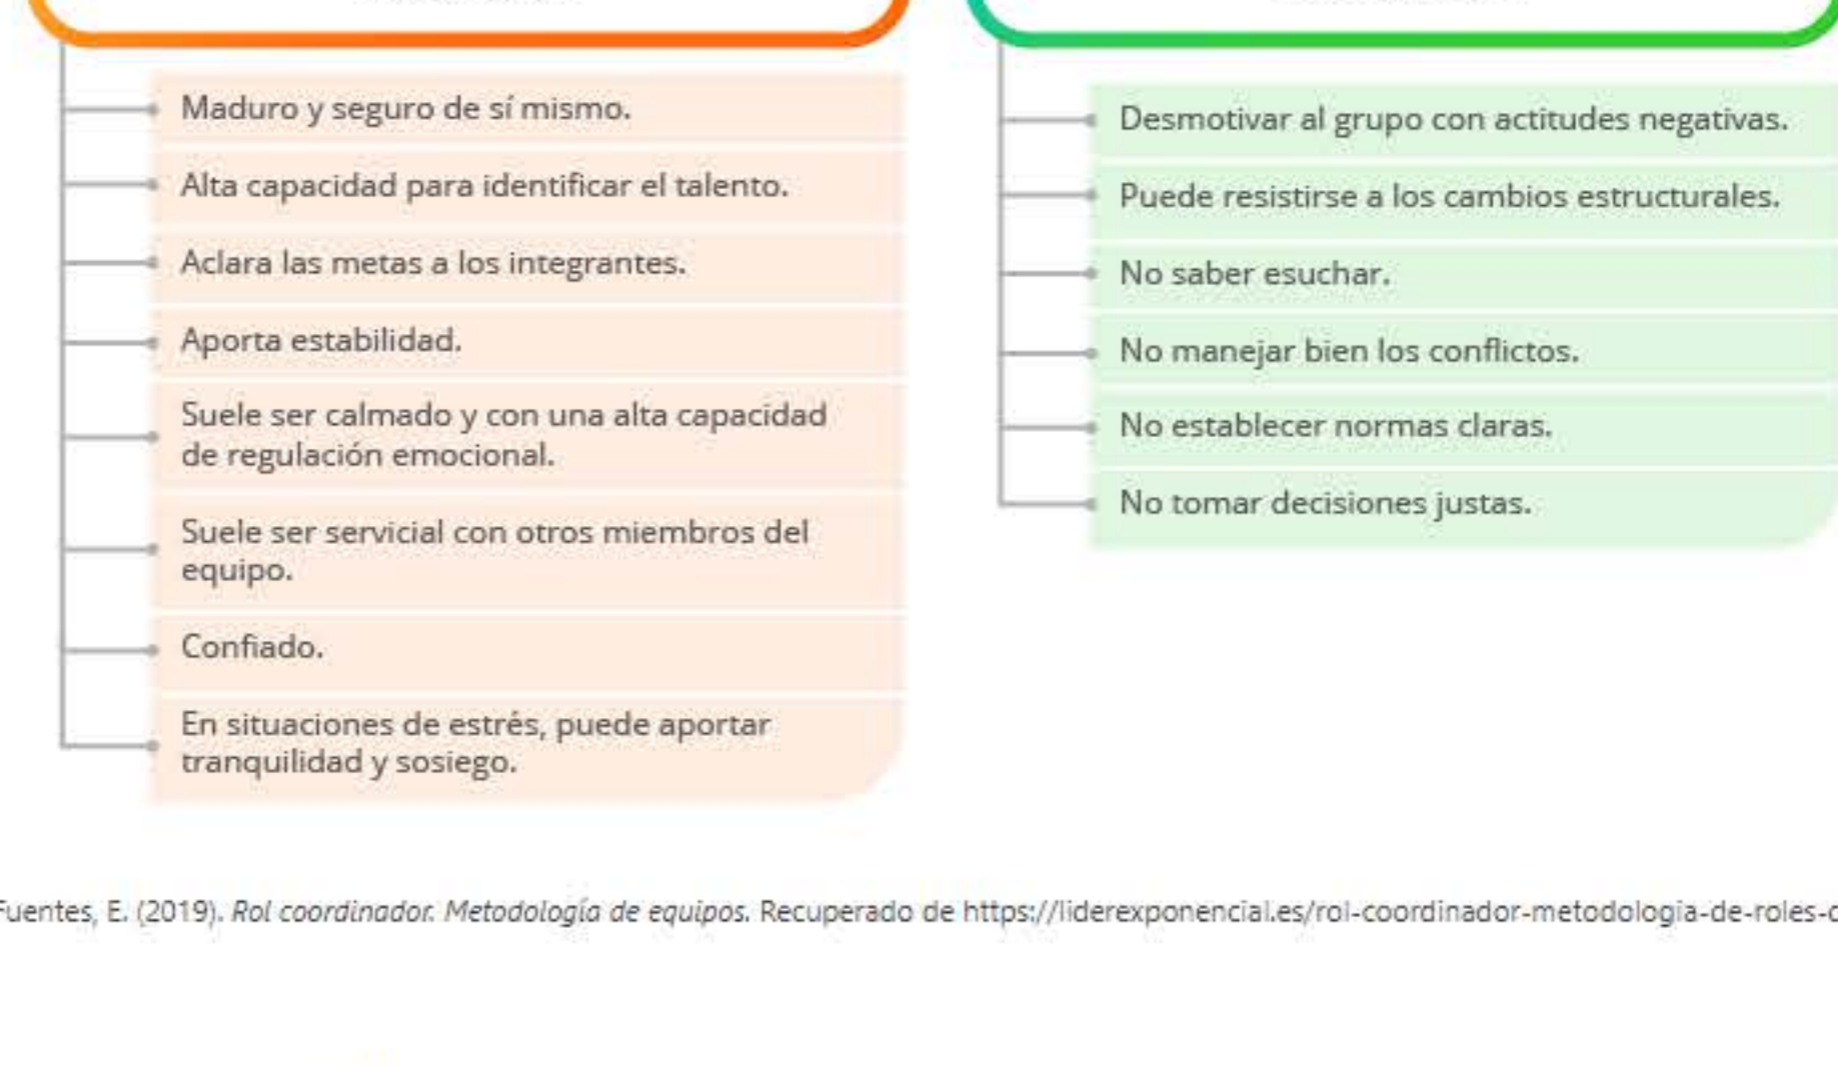 Maduro y seguro de sí mismo.
Alta capacidad para identificar el talento.
Aclara las metas a los integrantes.
Aporta estabilidad.
Suele ser calmado y con una alta capacidad
de regulación emocional.
Suele ser servicial con otros miembros del
equipo.
Confiado.
En situaciones de estrés, puede aportar
tranquilidad y sosiego.
Desmotivar al grupo con actitudes negativas.
Puede resistirse a los cambios estructurales.
No saber esuchar.
No manejar bien los conflictos.
No establecer normas claras.
No tomar decisiones justas.
Fuentes, E. (2019). Rol coordinador. Metodología de equipos. Recuperado de https://liderexponencial.es/rol-coordinador-metodologia-de-roles-